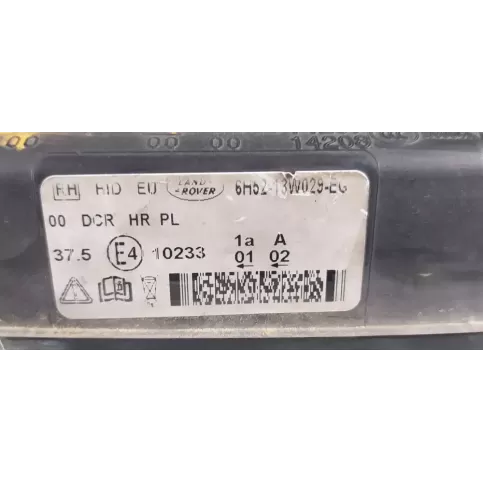 00 00 14208
RH HID EU LAND ROVER 6H52-13W029-EG
00 DCR HR PL
37.5 E4 10233 1a 01 A 02